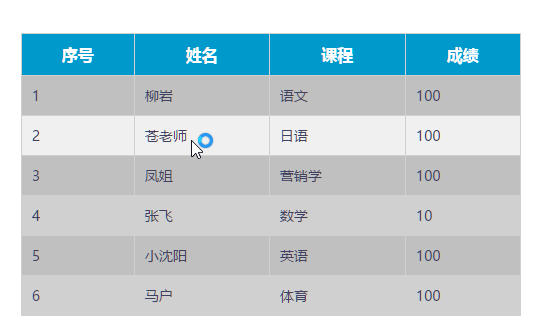 序号 姓名 课程 成绩
1 柳岩 语文 100
2 苍老师 日语 100
3 凤姐 营销学 100
4 张飞 数学 10
5 小沈阳 英语 100
6 马户 体育 100